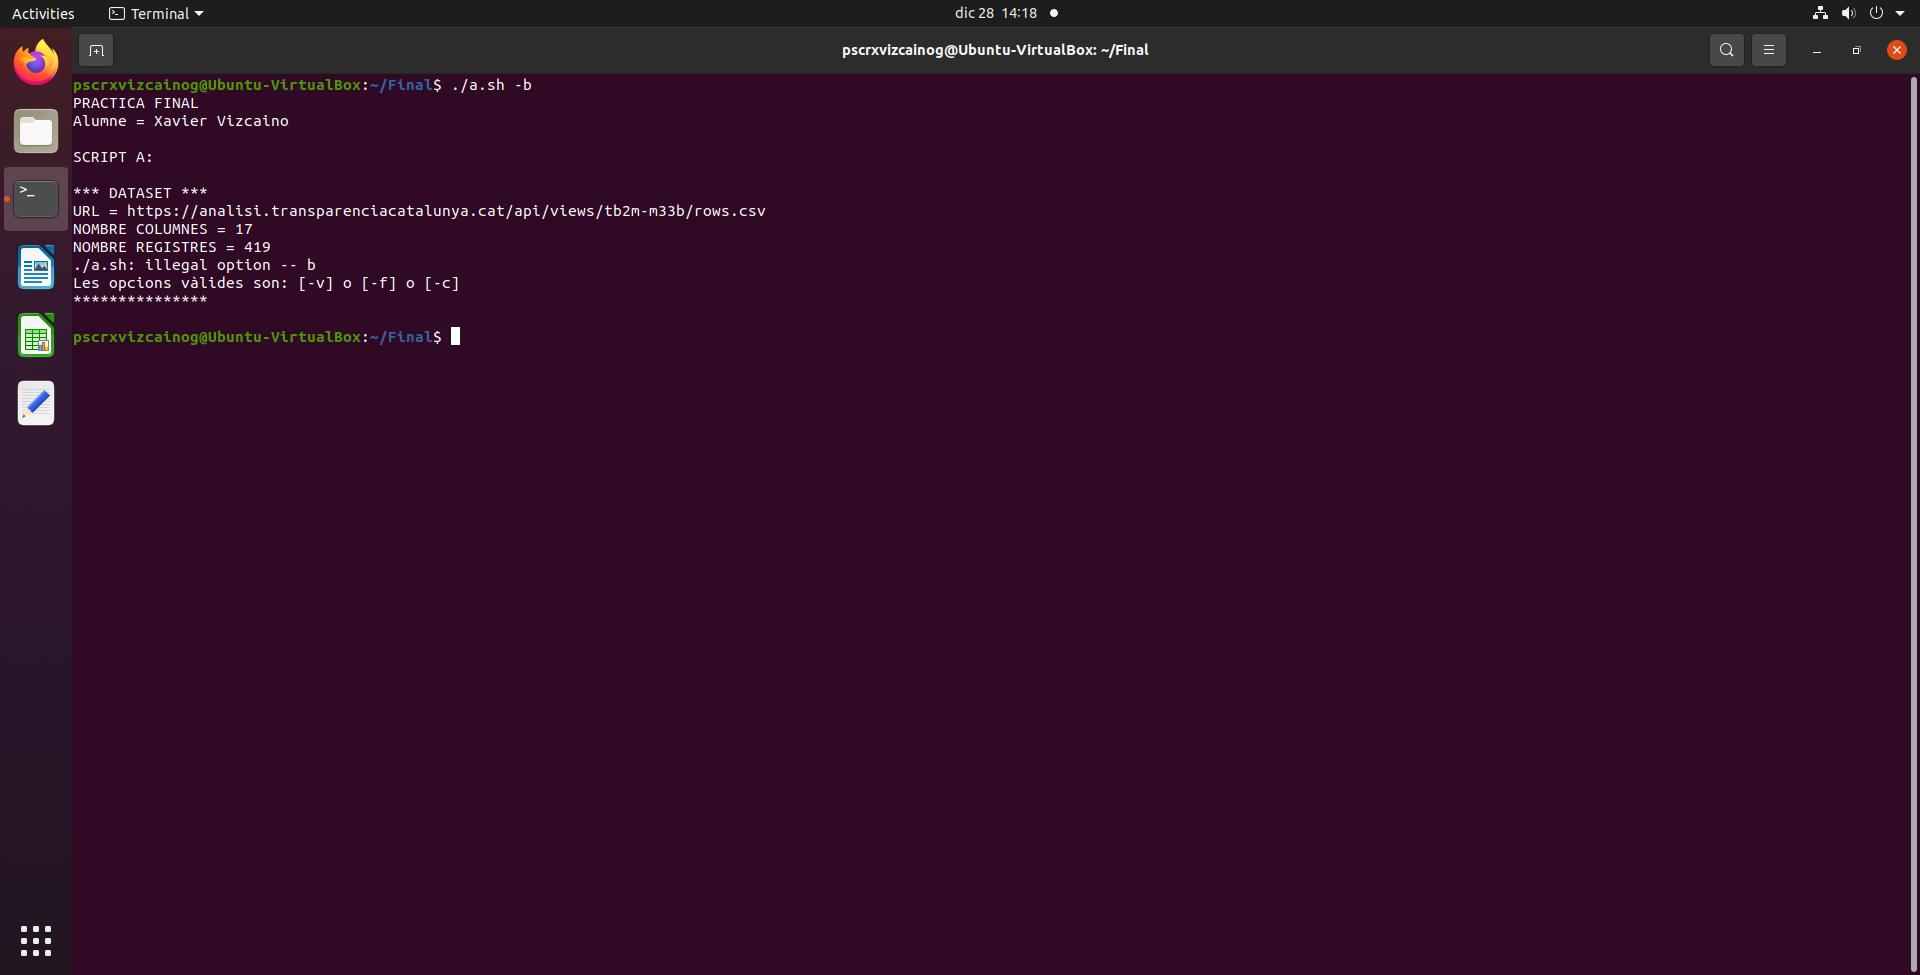 Activities
Terminal
dic 28 14:18
pscrxvizcainog@Ubuntu-VirtualBox: ~/Final
pscrxvizcainog@Ubuntu-VirtualBox:~/Final$ ./a.sh -b
PRACTICA FINAL
Alumne = Xavier Vizcaino
SCRIPT A:
*** DATASET ***
URL = https://analisi.transparenciacatalunya.cat/api/views/tb2m-m33b/rows.csv
NOMBRE COLUMNES = 17
NOMBRE REGISTRES = 419
./a.sh: illegal option -- b
Les opcions vàlides son: [-v] o [-f] o [-c]
***************
pscrxvizcainog@Ubuntu-VirtualBox:~/Final$